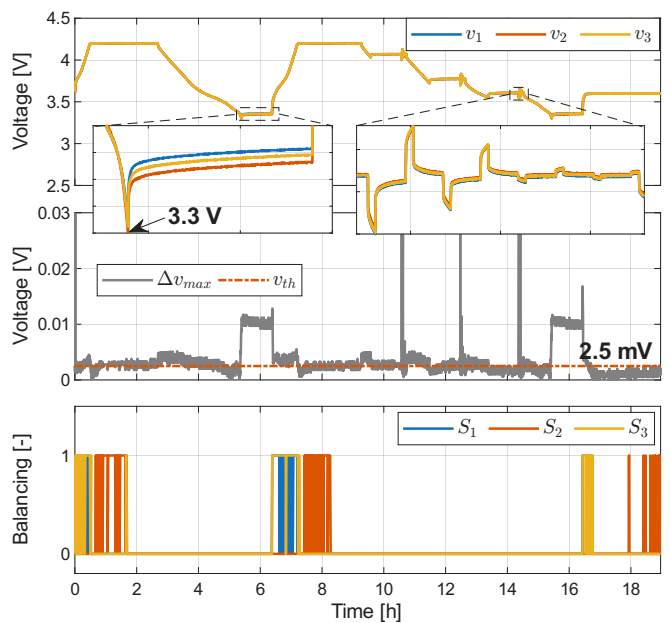 4.5
4
3.5
3
2.5
Voltage [V]
v1 v2 v3
3.3 V
0.03
0.02
0.01
0
Voltage [V]
Δvmax vth
2.5 mV
1
0
Balancing [-]
S1 S2 S3
0 2 4 6 8 10 12 14 16 18
Time [h]